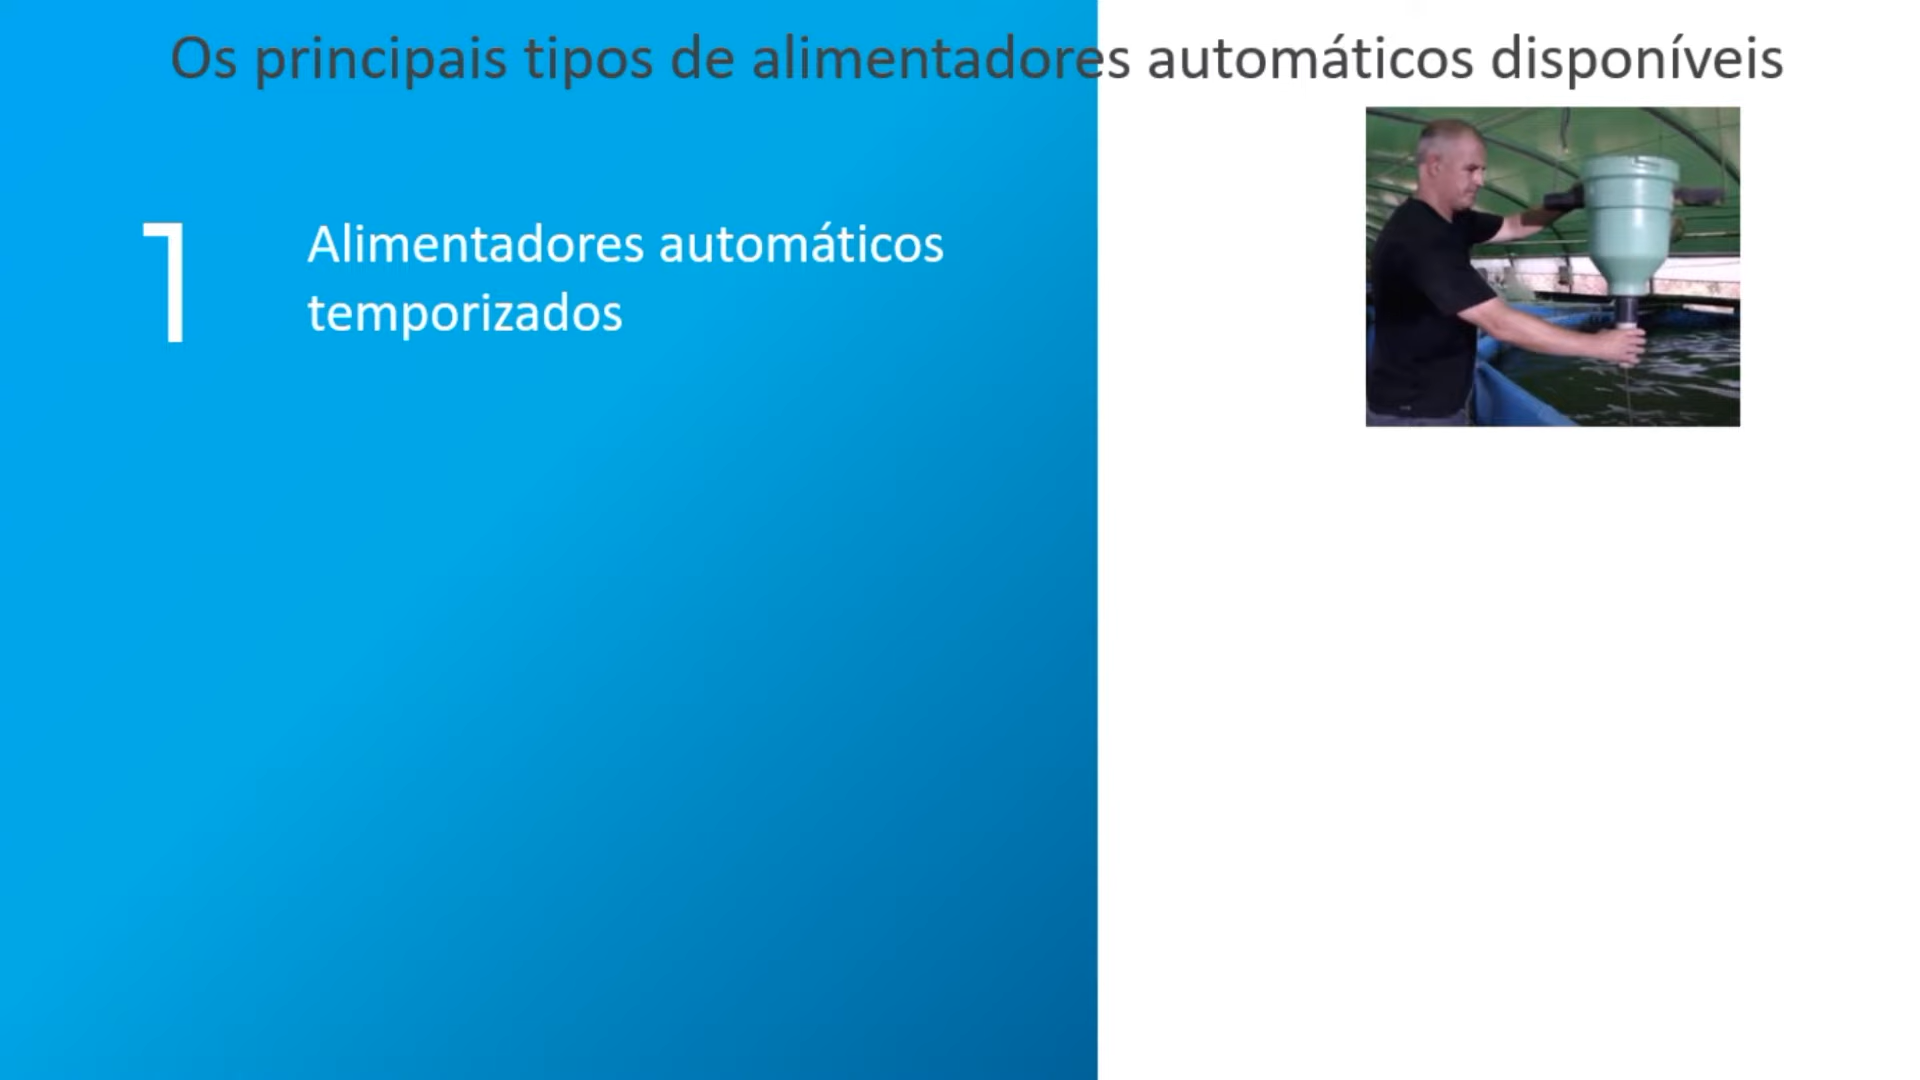 Os principais tipos de alimentadores automáticos disponíveis
1
Alimentadores automáticos
temporizados